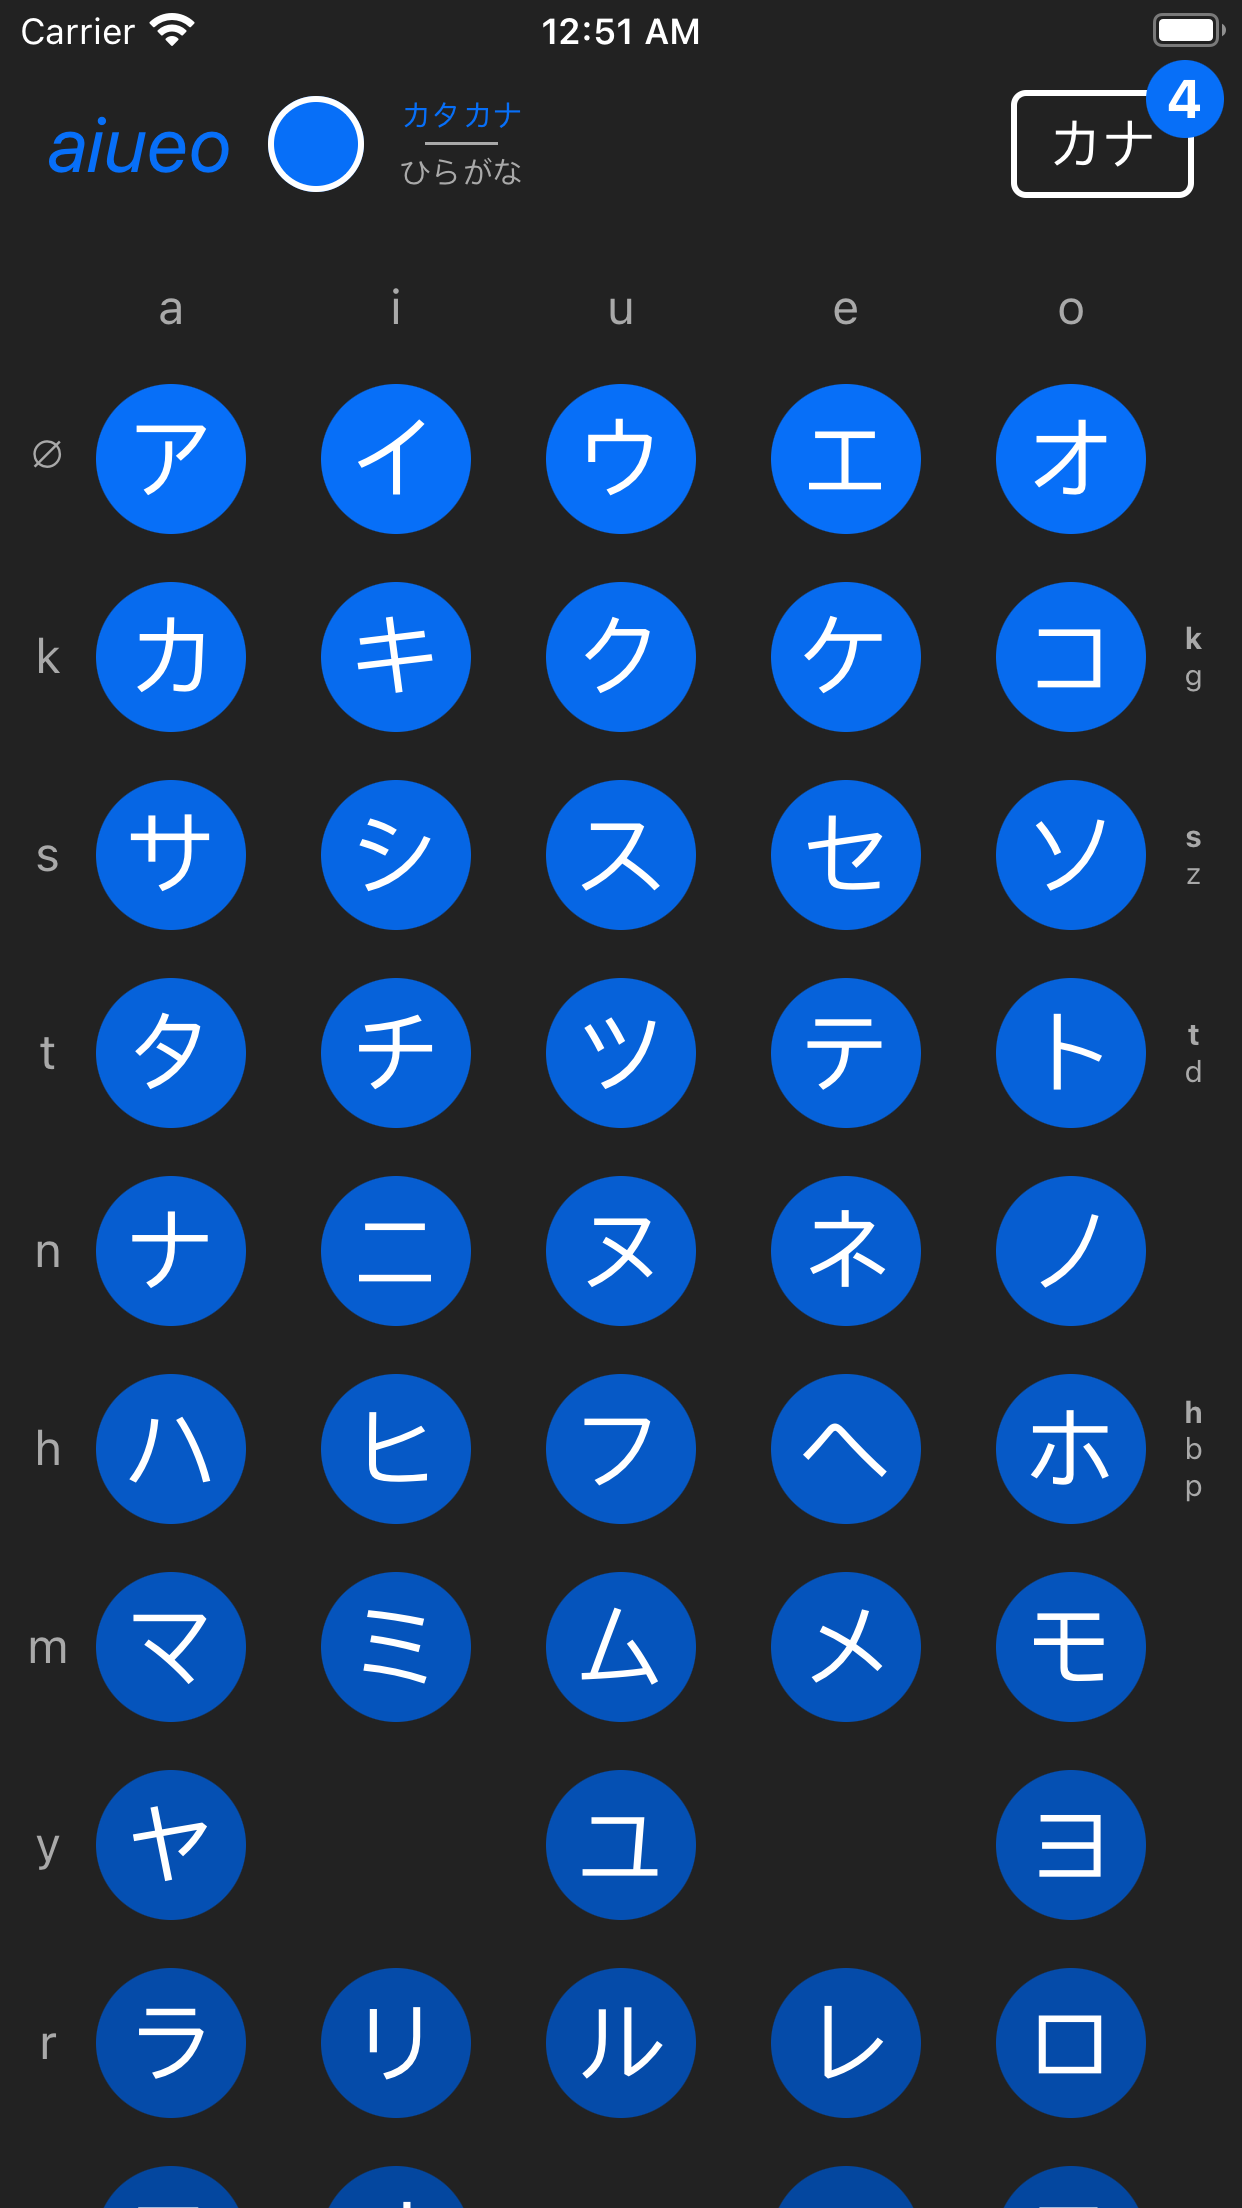 Carrier 12:51 AM
aiueo
カタカナ
ひらがな
カナ 4
a i u e o
∅ ア イ ウ エ オ
k カ キ ク ケ コ k g
s サ シ ス セ ソ s z
t タ チ ツ テ ト t d
n ナ ニ ヌ ネ ノ
h ハ ヒ フ ヘ ホ h b p
m マ ミ ム メ モ
y ヤ ユ ヨ
r ラ リ ル レ ロ